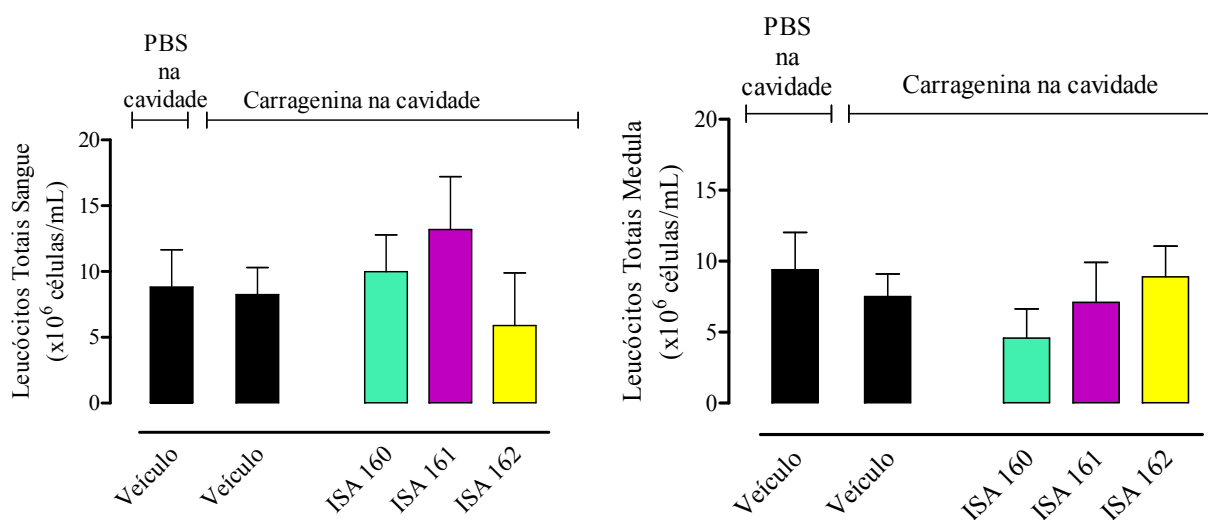 PBS
na
cavidade
Carragenina na cavidade
Leucócitos Totais Sangue
(x10⁶ células/mL)
20
15
10
5
0
Veículo
Veículo
ISA 160
ISA 161
ISA 162
PBS
na
cavidade
Carragenina na cavidade
Leucócitos Totais Medula
(x10⁶ células/mL)
20
15
10
5
0
Veículo
Veículo
ISA 160
ISA 161
ISA 162